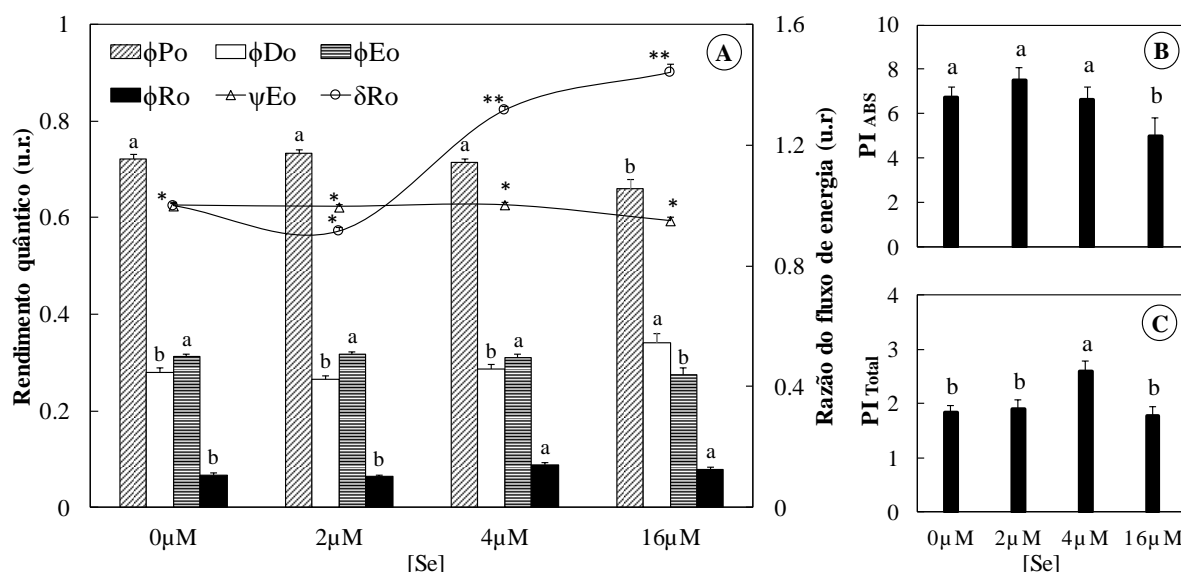 Rendimento quântico (u.r.)
1
0.8
0.6
0.4
0.2
0
ϕPo ϕDo ϕEo
ϕRo ψEo δRo
A
a b a b
* a b a b
* *
a b a a
** *
b a b a
** *
0µM 2µM 4µM 16µM
[Se]
1.6
1.2
0.8
0.4
0
Razão do fluxo de energia (u.r)
B
PI ABS
10
8
6
4
2
0
a a a b
C
PI Total
4
3
2
1
0
b b a b
0µM 2µM 4µM 16µM
[Se]